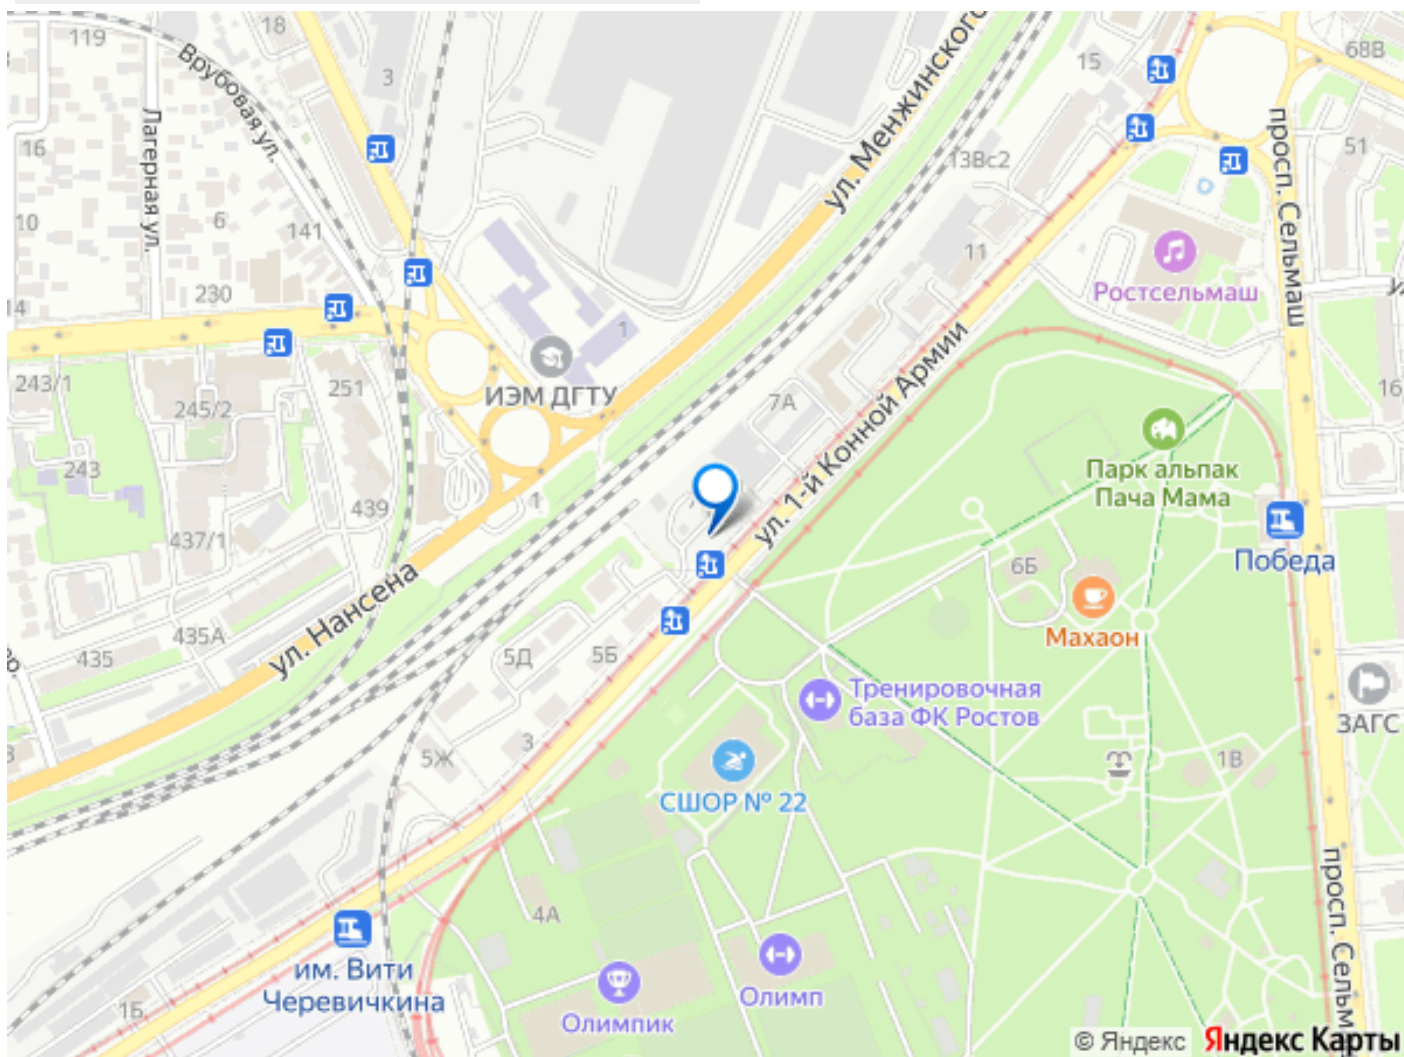 119
18
3
15
68В
Врубовая ул.
Лагерная ул.
ул. Менжинского
просп. Сельмаш
16
13Вс2
51
10
6
141
11
Ростсельмаш
14
230
1
ИЭМ ДГТУ
243/1
251
245/2
7А
ул. 1-й Конной Армии
16
Парк альпак
Пача Мама
243
439
1
437/1
Победа
6Б
Махаон
ул. Нансена
435А
435
5Д
5Б
Тренировочная
база ФК Ростов
ЗАГС
3
5Ж
3
1В
СШОР № 22
просп. Сельм
4А
им. Вити
Черевичкина
1Б
Олимп
Олимпик
© Яндекс Яндекс Карты